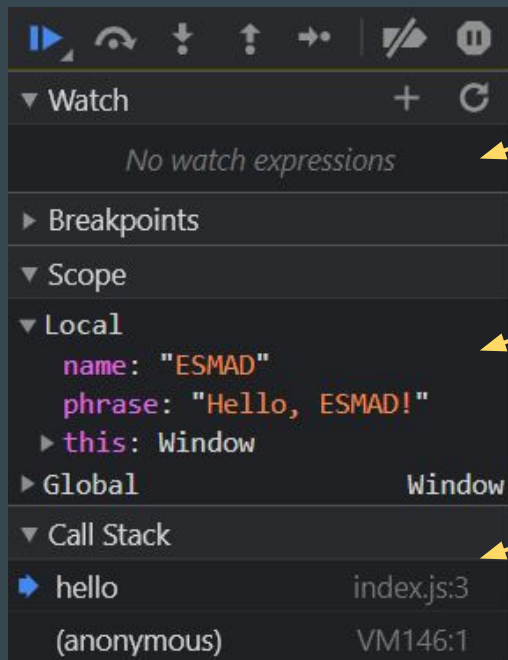 Watch
No watch expressions
Breakpoints
Scope
Local
name: "ESMAD"
phrase: "Hello, ESMAD!"
this: Window
Global Window
Call Stack
hello index.js:3
(anonymous) VM146:1